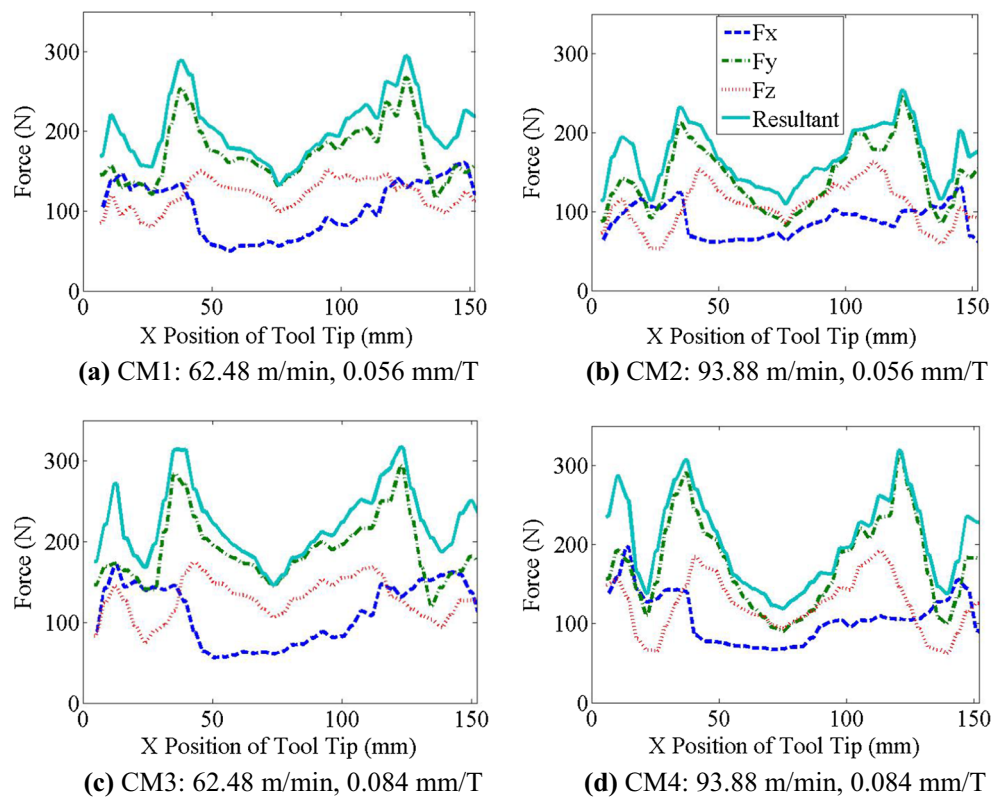 300
200
100
0
Force (N)
0 50 100 150
X Position of Tool Tip (mm)
(a) CM1: 62.48 m/min, 0.056 mm/T
Fx
Fy
Fz
Resultant
300
200
100
0
Force (N)
0 50 100 150
X Position of Tool Tip (mm)
(b) CM2: 93.88 m/min, 0.056 mm/T
300
200
100
0
Force (N)
0 50 100 150
X Position of Tool Tip (mm)
(c) CM3: 62.48 m/min, 0.084 mm/T
300
200
100
0
Force (N)
0 50 100 150
X Position of Tool Tip (mm)
(d) CM4: 93.88 m/min, 0.084 mm/T